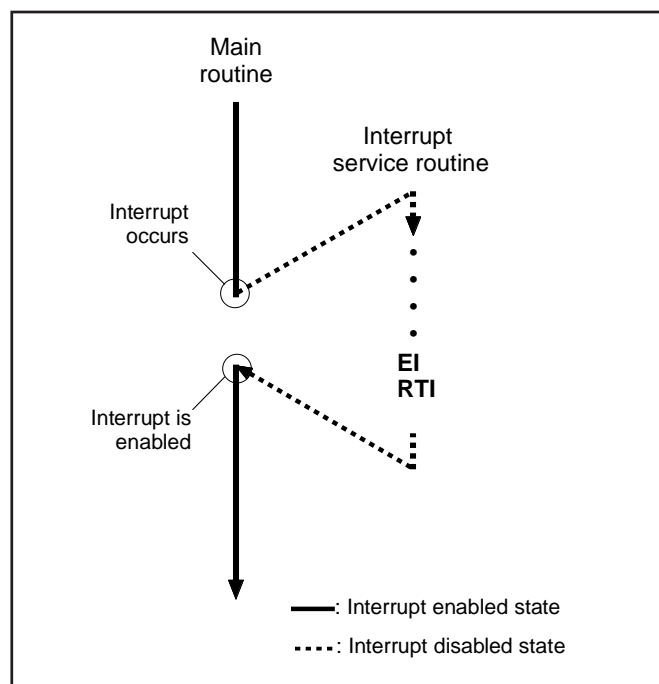 Main
routine
Interrupt
service routine
Interrupt
occurs
EI
RTI
Interrupt is
enabled
: Interrupt enabled state
: Interrupt disabled state